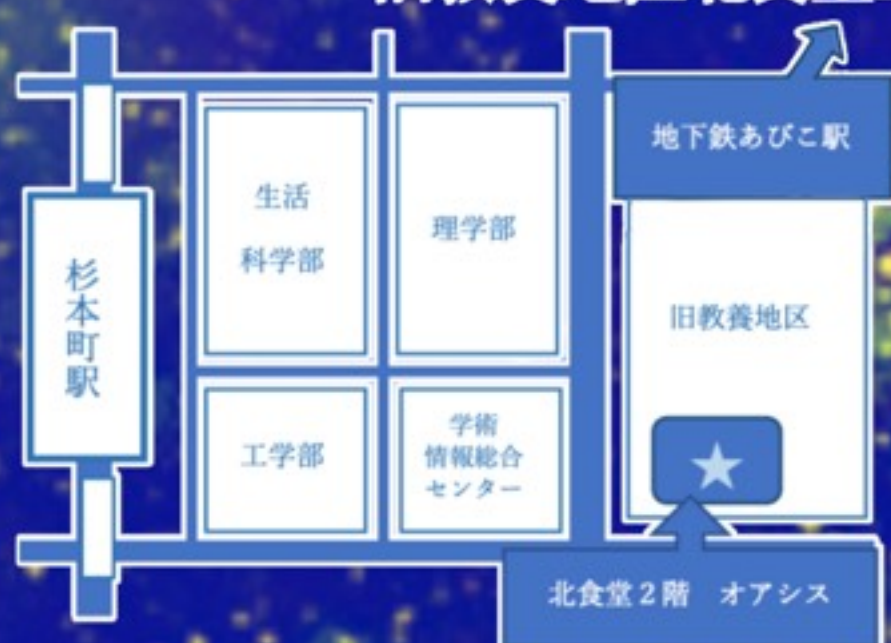 地下鉄あびこ駅
生活
科学部
理学部
杉本町駅
旧教養地区
工学部
学術
情報総合
センター
北食堂2階 オアシス